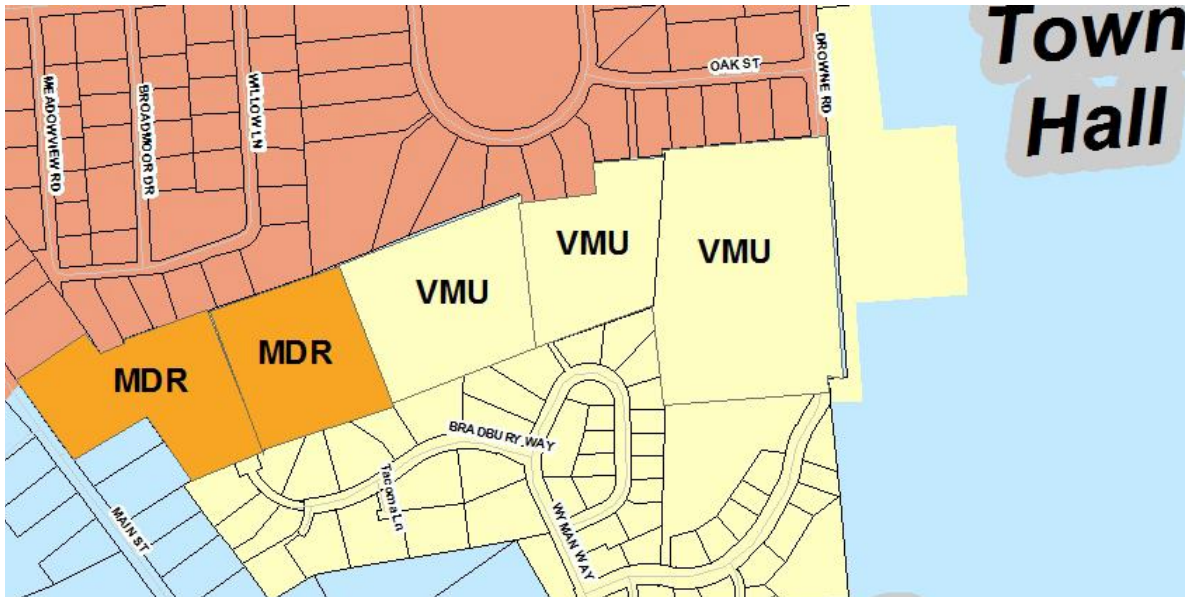 Town
Hall
OAK ST
DROWNE RD
MEADOWVIEW RD
BROADMOOR DR
WILLOW LN
VMU
VMU
VMU
MDR
MDR
BRADBURY WAY
Tacoma Ln
WYMAN WAY
MAIN ST